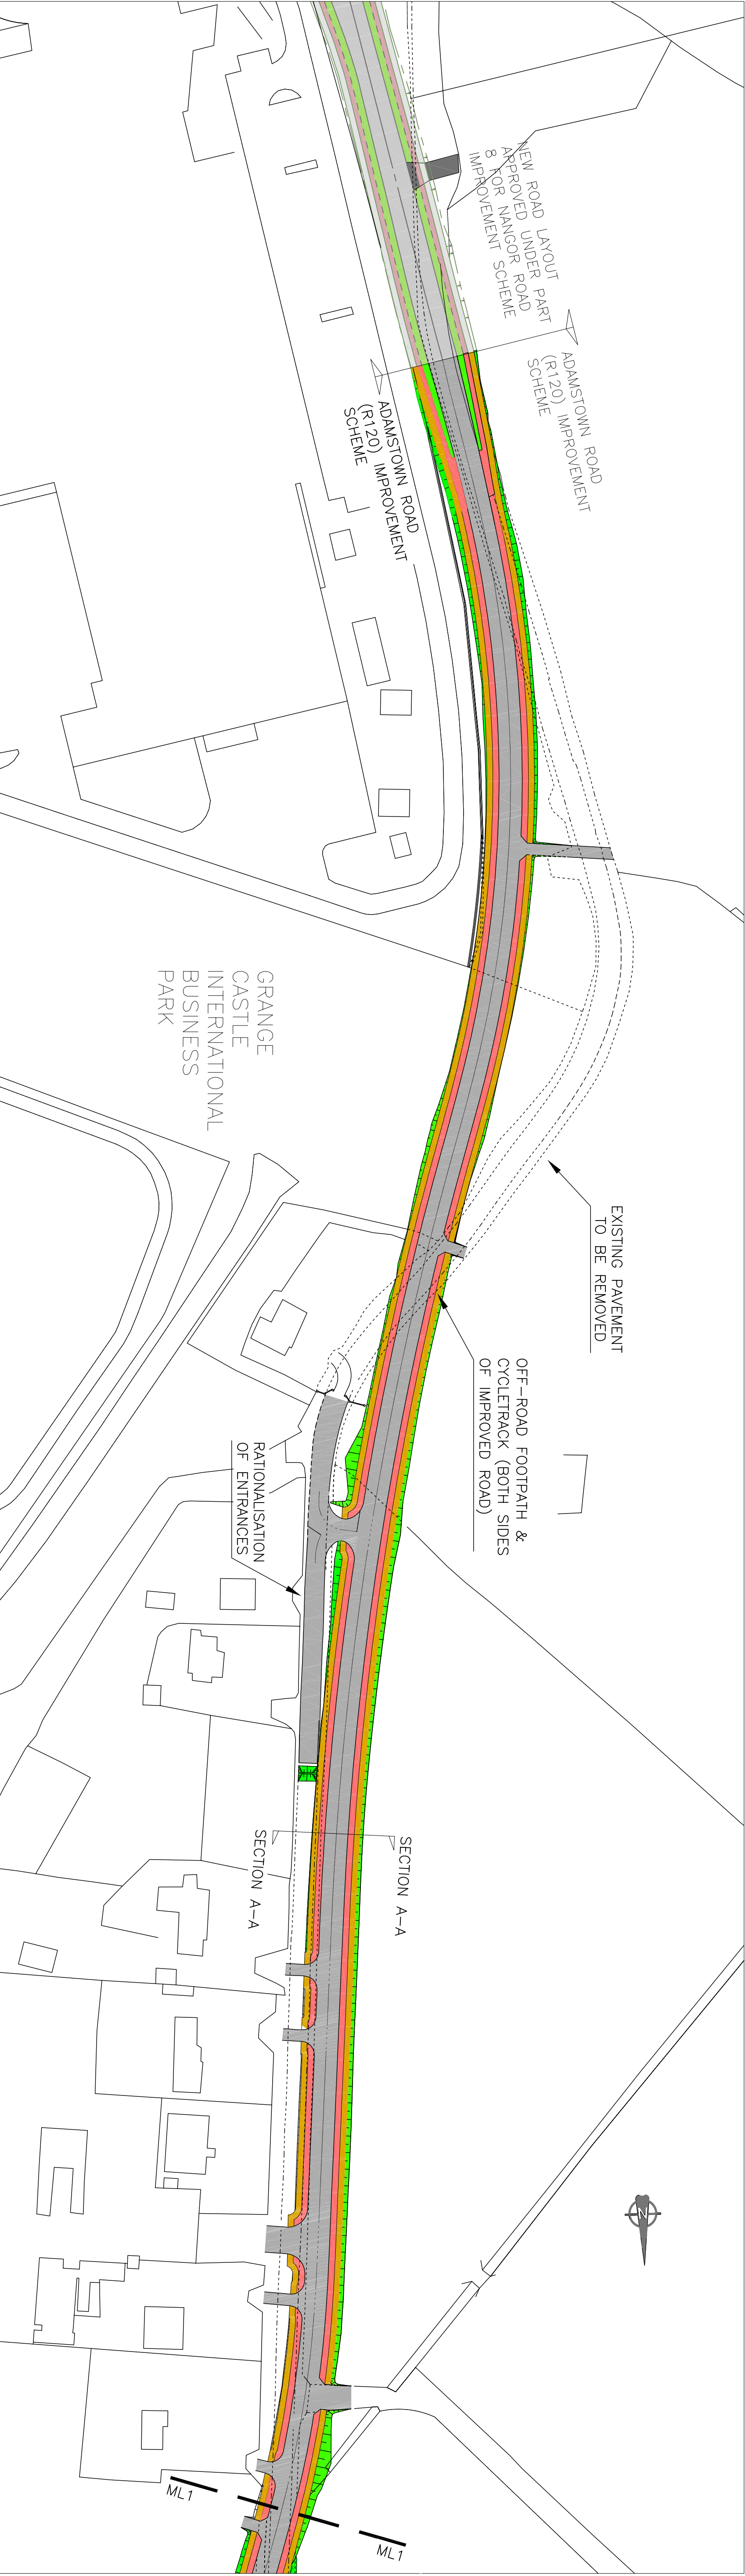 NEW ROAD LAYOUT
APPROVED UNDER PART
8 FOR NANGOR ROAD
IMPROVEMENT SCHEME
ADAMSTOWN ROAD
(R120) IMPROVEMENT
SCHEME
ADAMSTOWN ROAD
(R120) IMPROVEMENT
SCHEME
GRANGE
CASTLE
INTERNATIONAL
BUSINESS
PARK
EXISTING PAVEMENT
TO BE REMOVED
OFF-ROAD FOOTPATH &
CYCLETRACK (BOTH SIDES
OF IMPROVED ROAD)
RATIONALISATION
OF ENTRANCES
SECTION A-A
SECTION A-A
N
ML1
ML1